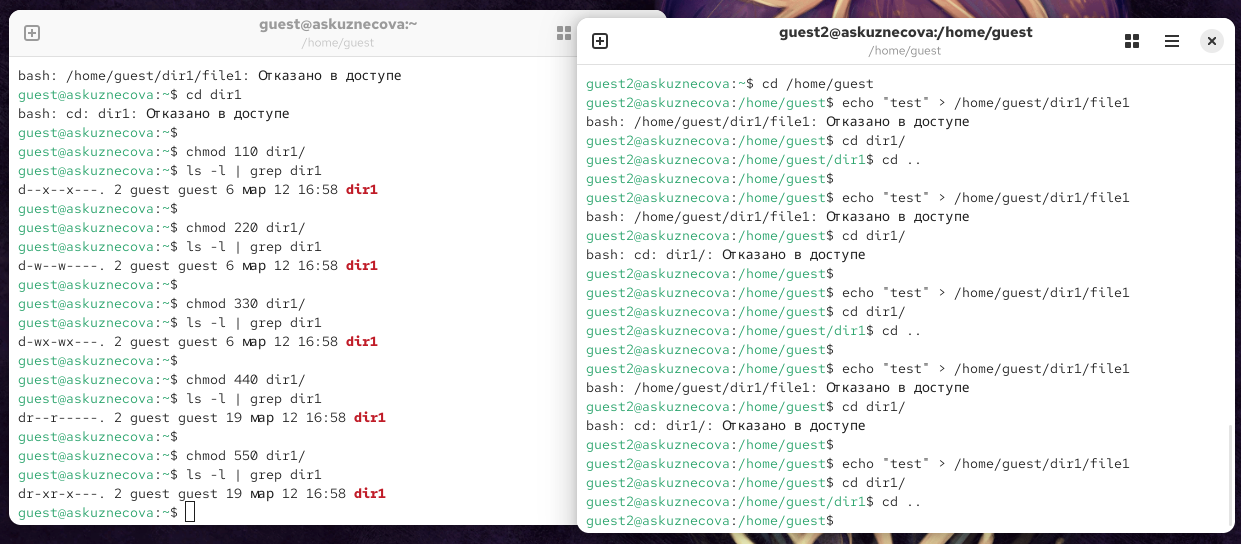 guest@askuznecova:~
/home/guest
bash: /home/guest/dir1/file1: Отказано в доступе
guest@askuznecova:~$ cd dir1
bash: cd: dir1: Отказано в доступе
guest@askuznecova:~$
guest@askuznecova:~$ chmod 110 dir1/
guest@askuznecova:~$ ls -l | grep dir1
d--x--x---. 2 guest guest 6 мар 12 16:58 dir1
guest@askuznecova:~$
guest@askuznecova:~$ chmod 220 dir1/
guest@askuznecova:~$ ls -l | grep dir1
d-w--w----. 2 guest guest 6 мар 12 16:58 dir1
guest@askuznecova:~$
guest@askuznecova:~$ chmod 330 dir1/
guest@askuznecova:~$ ls -l | grep dir1
d-wx-wx---. 2 guest guest 6 мар 12 16:58 dir1
guest@askuznecova:~$
guest@askuznecova:~$ chmod 440 dir1/
guest@askuznecova:~$ ls -l | grep dir1
dr--r-----. 2 guest guest 19 мар 12 16:58 dir1
guest@askuznecova:~$
guest@askuznecova:~$ chmod 550 dir1/
guest@askuznecova:~$ ls -l | grep dir1
dr-xr-x---. 2 guest guest 19 мар 12 16:58 dir1
guest@askuznecova:~$
guest2@askuznecova:/home/guest
/home/guest
guest2@askuznecova:~$ cd /home/guest
guest2@askuznecova:/home/guest$ echo "test" > /home/guest/dir1/file1
bash: /home/guest/dir1/file1: Отказано в доступе
guest2@askuznecova:/home/guest$ cd dir1/
guest2@askuznecova:/home/guest/dir1$ cd ..
guest2@askuznecova:/home/guest$
guest2@askuznecova:/home/guest$ echo "test" > /home/guest/dir1/file1
bash: /home/guest/dir1/file1: Отказано в доступе
guest2@askuznecova:/home/guest$ cd dir1/
bash: cd: dir1/: Отказано в доступе
guest2@askuznecova:/home/guest$
guest2@askuznecova:/home/guest$ echo "test" > /home/guest/dir1/file1
guest2@askuznecova:/home/guest$ cd dir1/
guest2@askuznecova:/home/guest/dir1$ cd ..
guest2@askuznecova:/home/guest$
guest2@askuznecova:/home/guest$ echo "test" > /home/guest/dir1/file1
bash: /home/guest/dir1/file1: Отказано в доступе
guest2@askuznecova:/home/guest$ cd dir1/
bash: cd: dir1/: Отказано в доступе
guest2@askuznecova:/home/guest$
guest2@askuznecova:/home/guest$ echo "test" > /home/guest/dir1/file1
guest2@askuznecova:/home/guest$ cd dir1/
guest2@askuznecova:/home/guest/dir1$ cd ..
guest2@askuznecova:/home/guest$